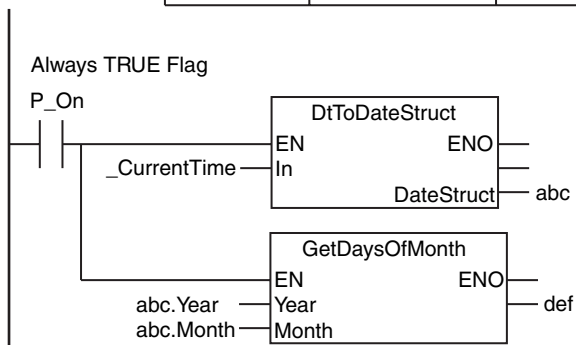 Always TRUE Flag
P_On
DtToDateStruct
EN ENO
_CurrentTime In
DateStruct abc
GetDaysOfMonth
EN ENO
abc.Year Year def
abc.Month Month